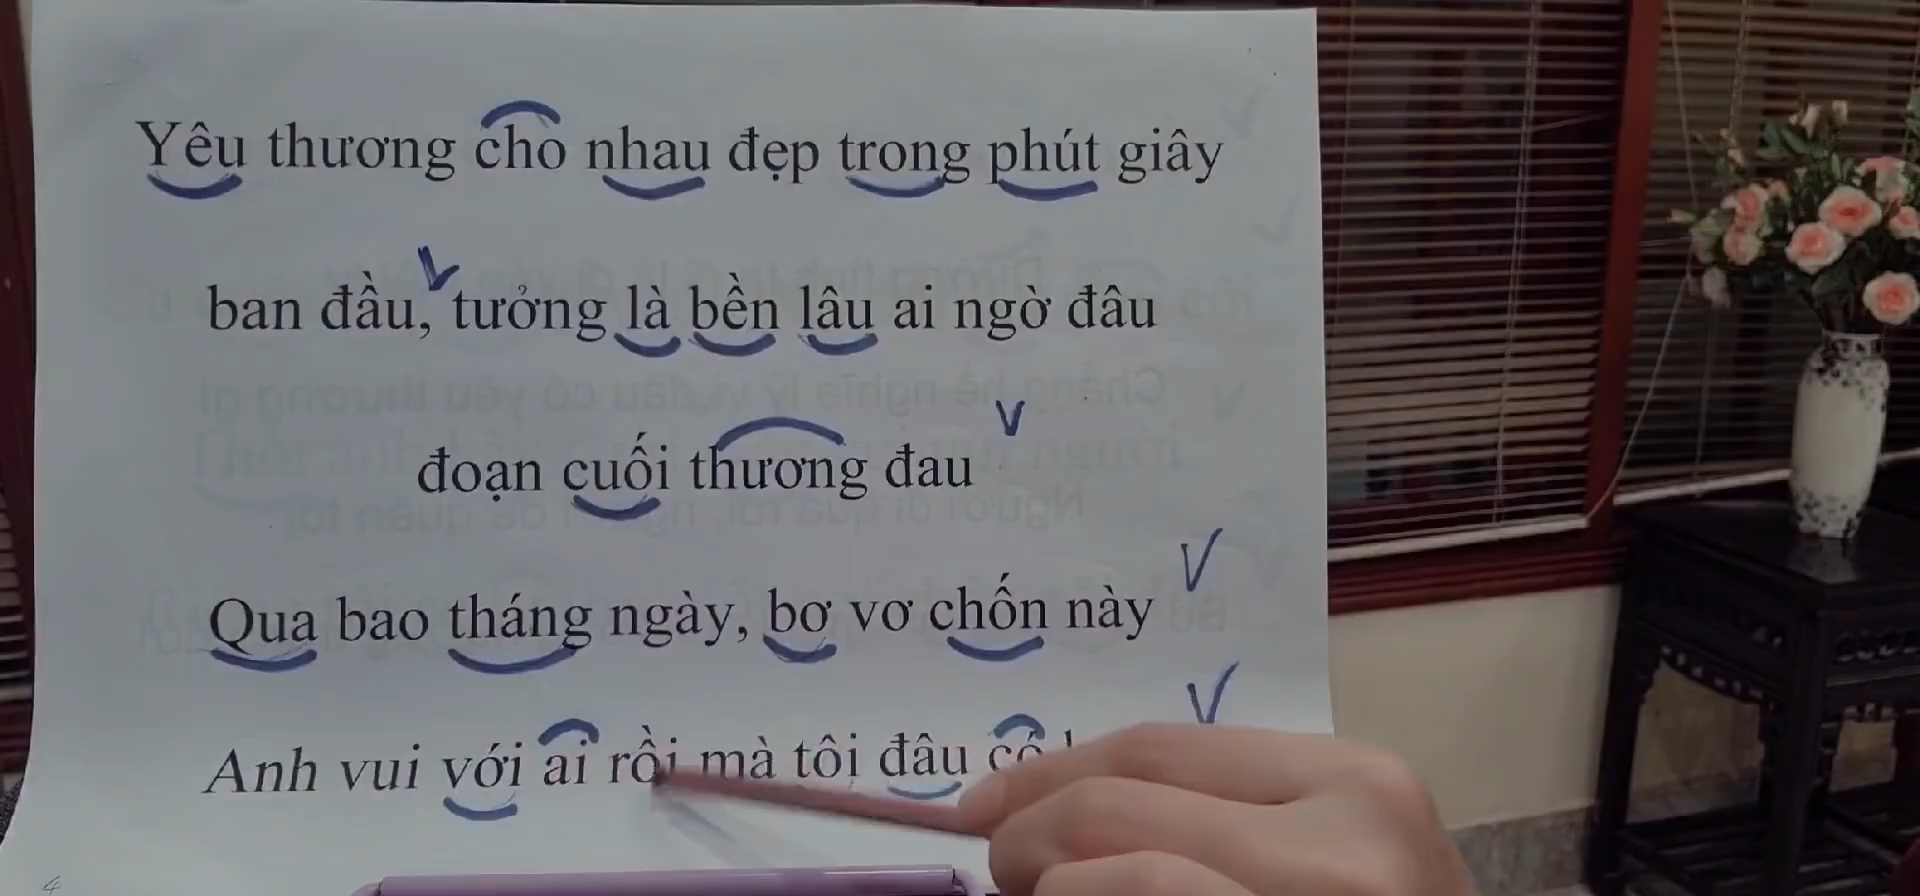 Yêu thương cho nhau đẹp trong phút giây
ban đầu, tưởng là bền lâu ai ngờ đâu
đoạn cuối thương đau
Qua bao tháng ngày, bơ vơ chốn này
Anh vui với ai rồi mà tôi đâu có